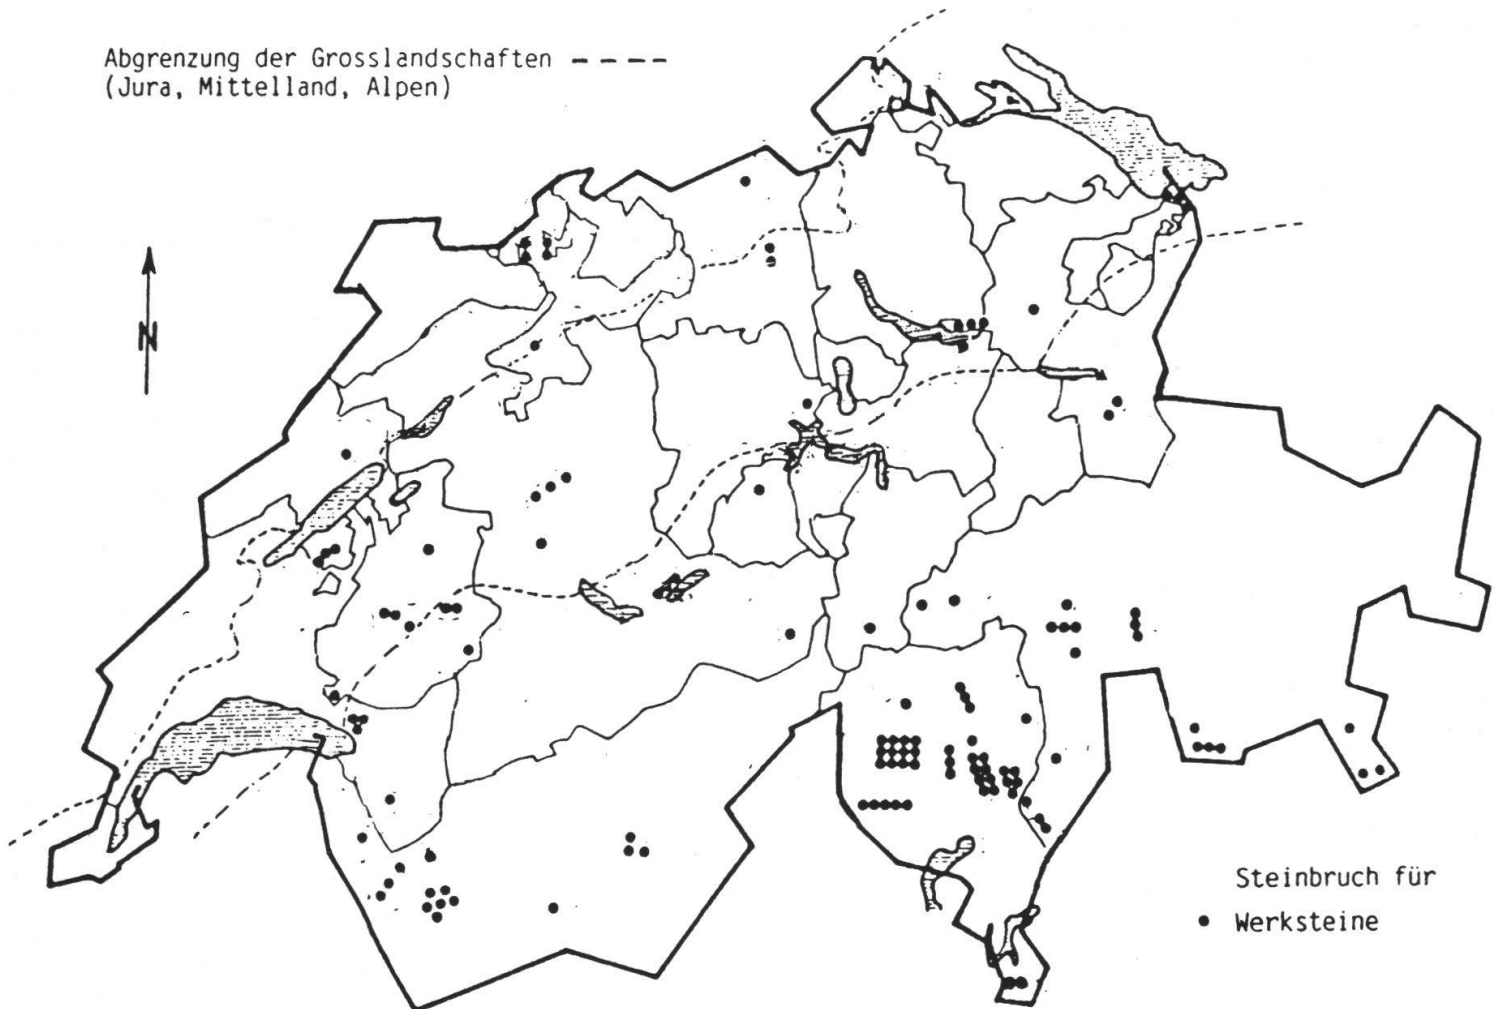 Abgrenzung der Grosslandschaften
(Jura, Mittelland, Alpen)
N
Steinbruch für
Werksteine